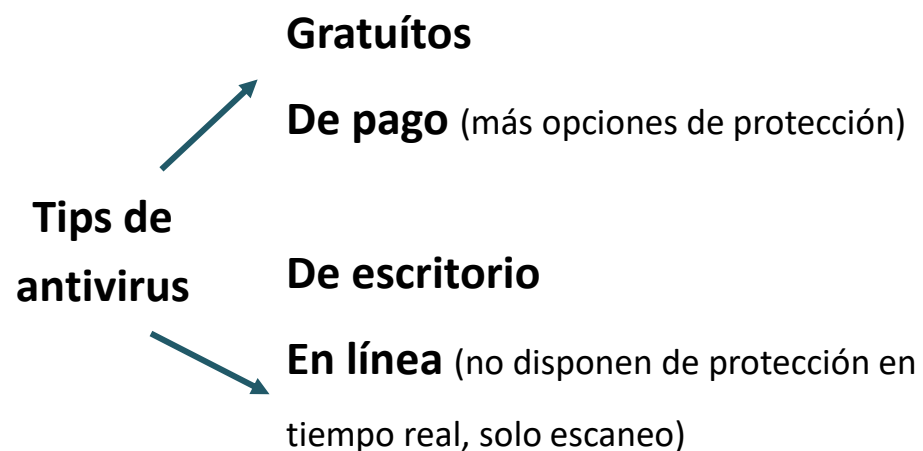 Gratuítos
De pago (más opciones de protección)
Tips de
antivirus
De escritorio
En línea (no disponen de protección en
tiempo real, solo escaneo)